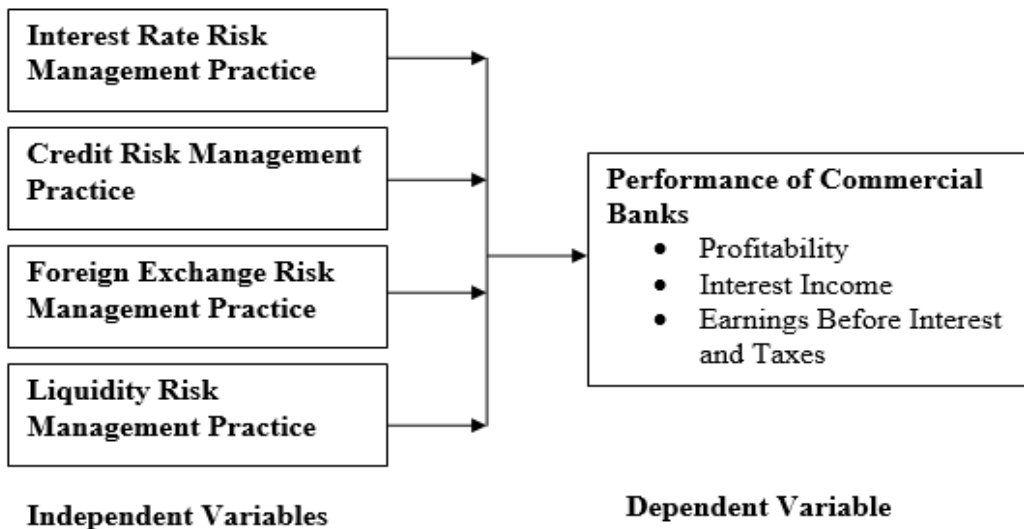 Interest Rate Risk
Management Practice
Credit Risk Management
Practice
Foreign Exchange Risk
Management Practice
Liquidity Risk
Management Practice
Independent Variables
Performance of Commercial
Banks
• Profitability
• Interest Income
• Earnings Before Interest
and Taxes
Dependent Variable